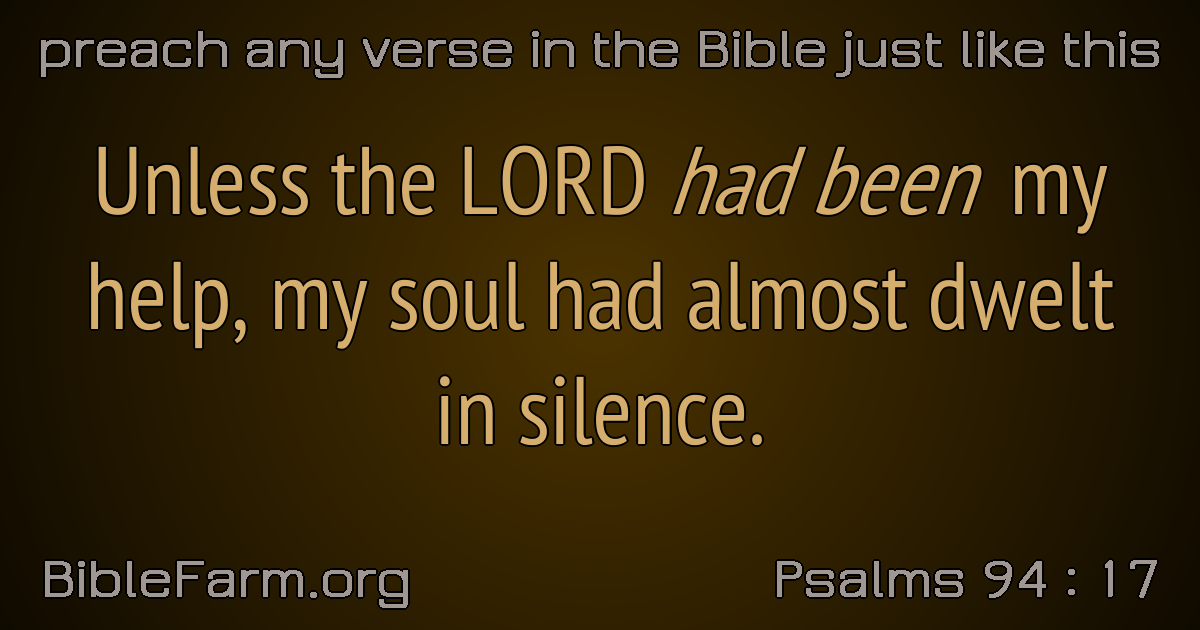 preach any verse in the Bible just like this
Unless the LORD had been my
help, my soul had almost dwelt
in silence.
BibleFarm.org
Psalms 94 : 17